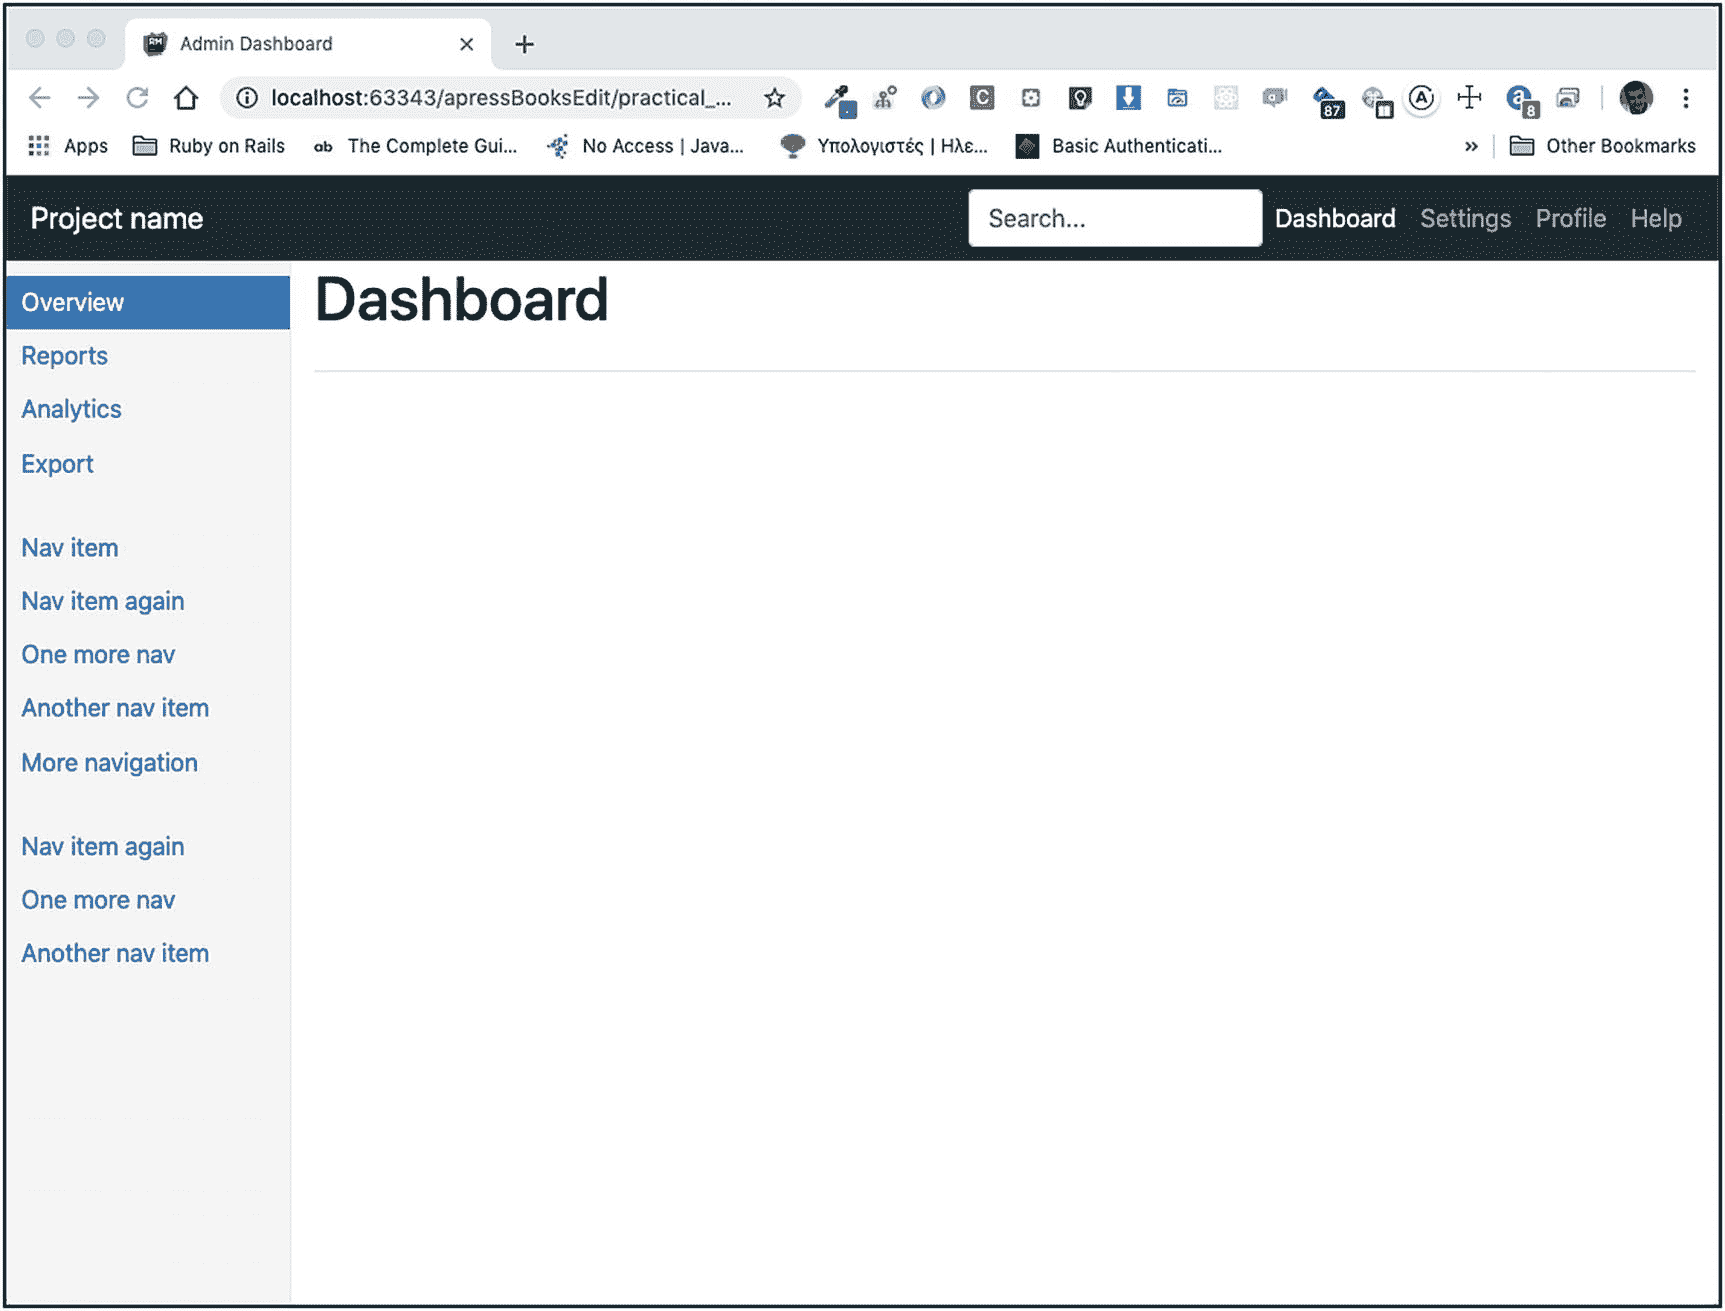 Admin Dashboard
localhost:63343/apressBooksEdit/practical_...
87
A
a
8
C
Apps
Ruby on Rails
ab
The Complete Gui...
No Access | Java...
Υπολογιστές | Ηλε...
Basic Authenticati...
»
Other Bookmarks
Project name
Search...
Dashboard
Settings
Profile
Help
Overview
Reports
Analytics
Export
Nav item
Nav item again
One more nav
Another nav item
More navigation
Nav item again
One more nav
Another nav item
Dashboard